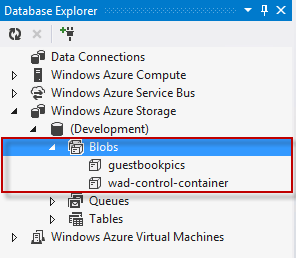 Database Explorer
Data Connections
Windows Azure Compute
Windows Azure Service Bus
Windows Azure Storage
(Development)
Blobs
guestbookpics
wad-control-container
Queues
Tables
Windows Azure Virtual Machines